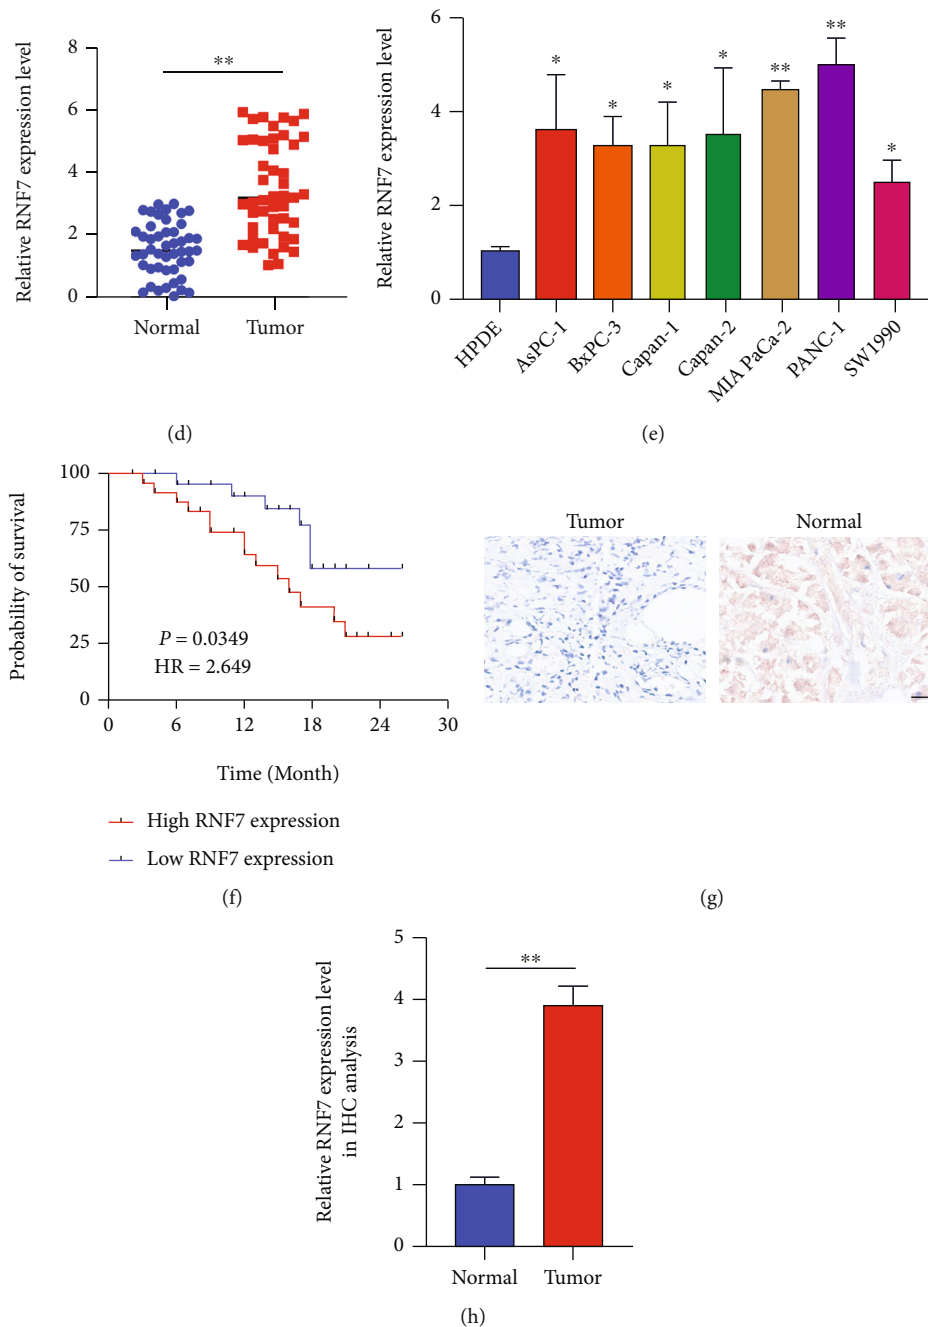 Relative RNF7 expression level
8
6
4
2
0
**
Normal
Tumor
(d)
Relative RNF7 expression level
6
4
2
0
*
*
*
*
**
**
*
HPDE
AsPC-1
BxPC-3
Capan-1
Capan-2
MIA PaCa-2
PANC-1
SW1990
(e)
Probability of survival
100
75
50
25
0
P = 0.0349
HR = 2.649
0 6 12 18 24 30
Time (Month)
High RNF7 expression
Low RNF7 expression
(f)
Tumor
Normal
(g)
Relative RNF7 expression level
in IHC analysis
5
4
3
2
1
0
**
Normal
Tumor
(h)